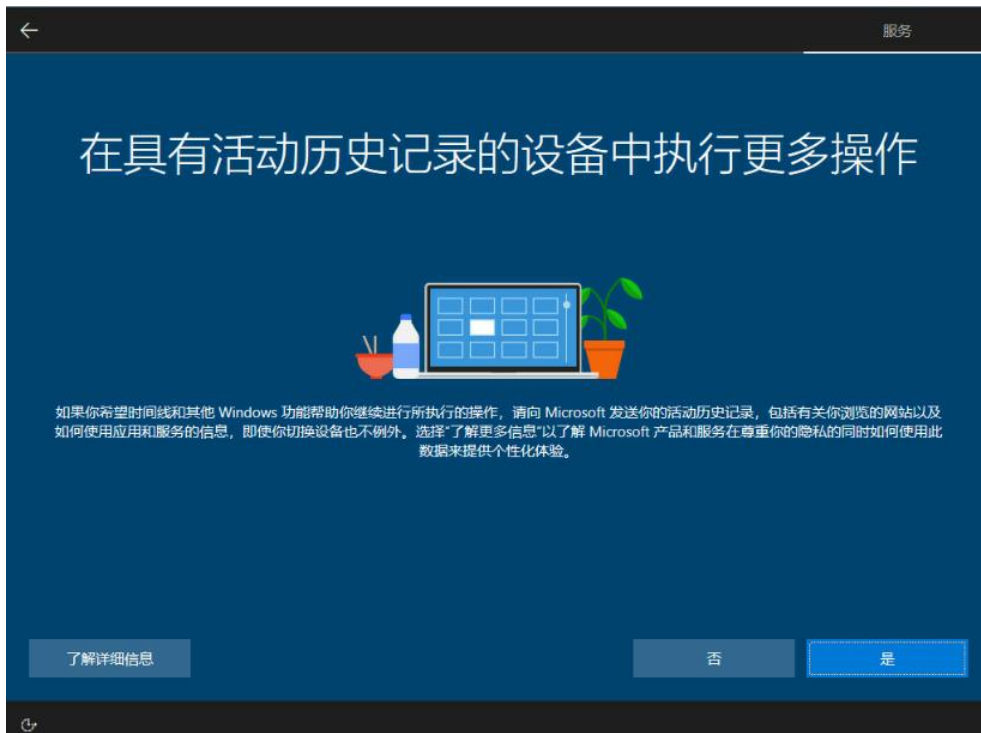 服务
在具有活动历史记录的设备中执行更多操作
如果你希望时间线和其他 Windows 功能帮助你继续进行所执行的操作，请向 Microsoft 发送你的活动历史记录，包括有关你浏览的网站以及
如何使用应用和服务的信息，即使你切换设备也不例外。选择"了解更多信息"以了解 Microsoft 产品和服务在尊重你的隐私的同时如何使用此
数据来提供个性化体验。
了解详细信息
否
是